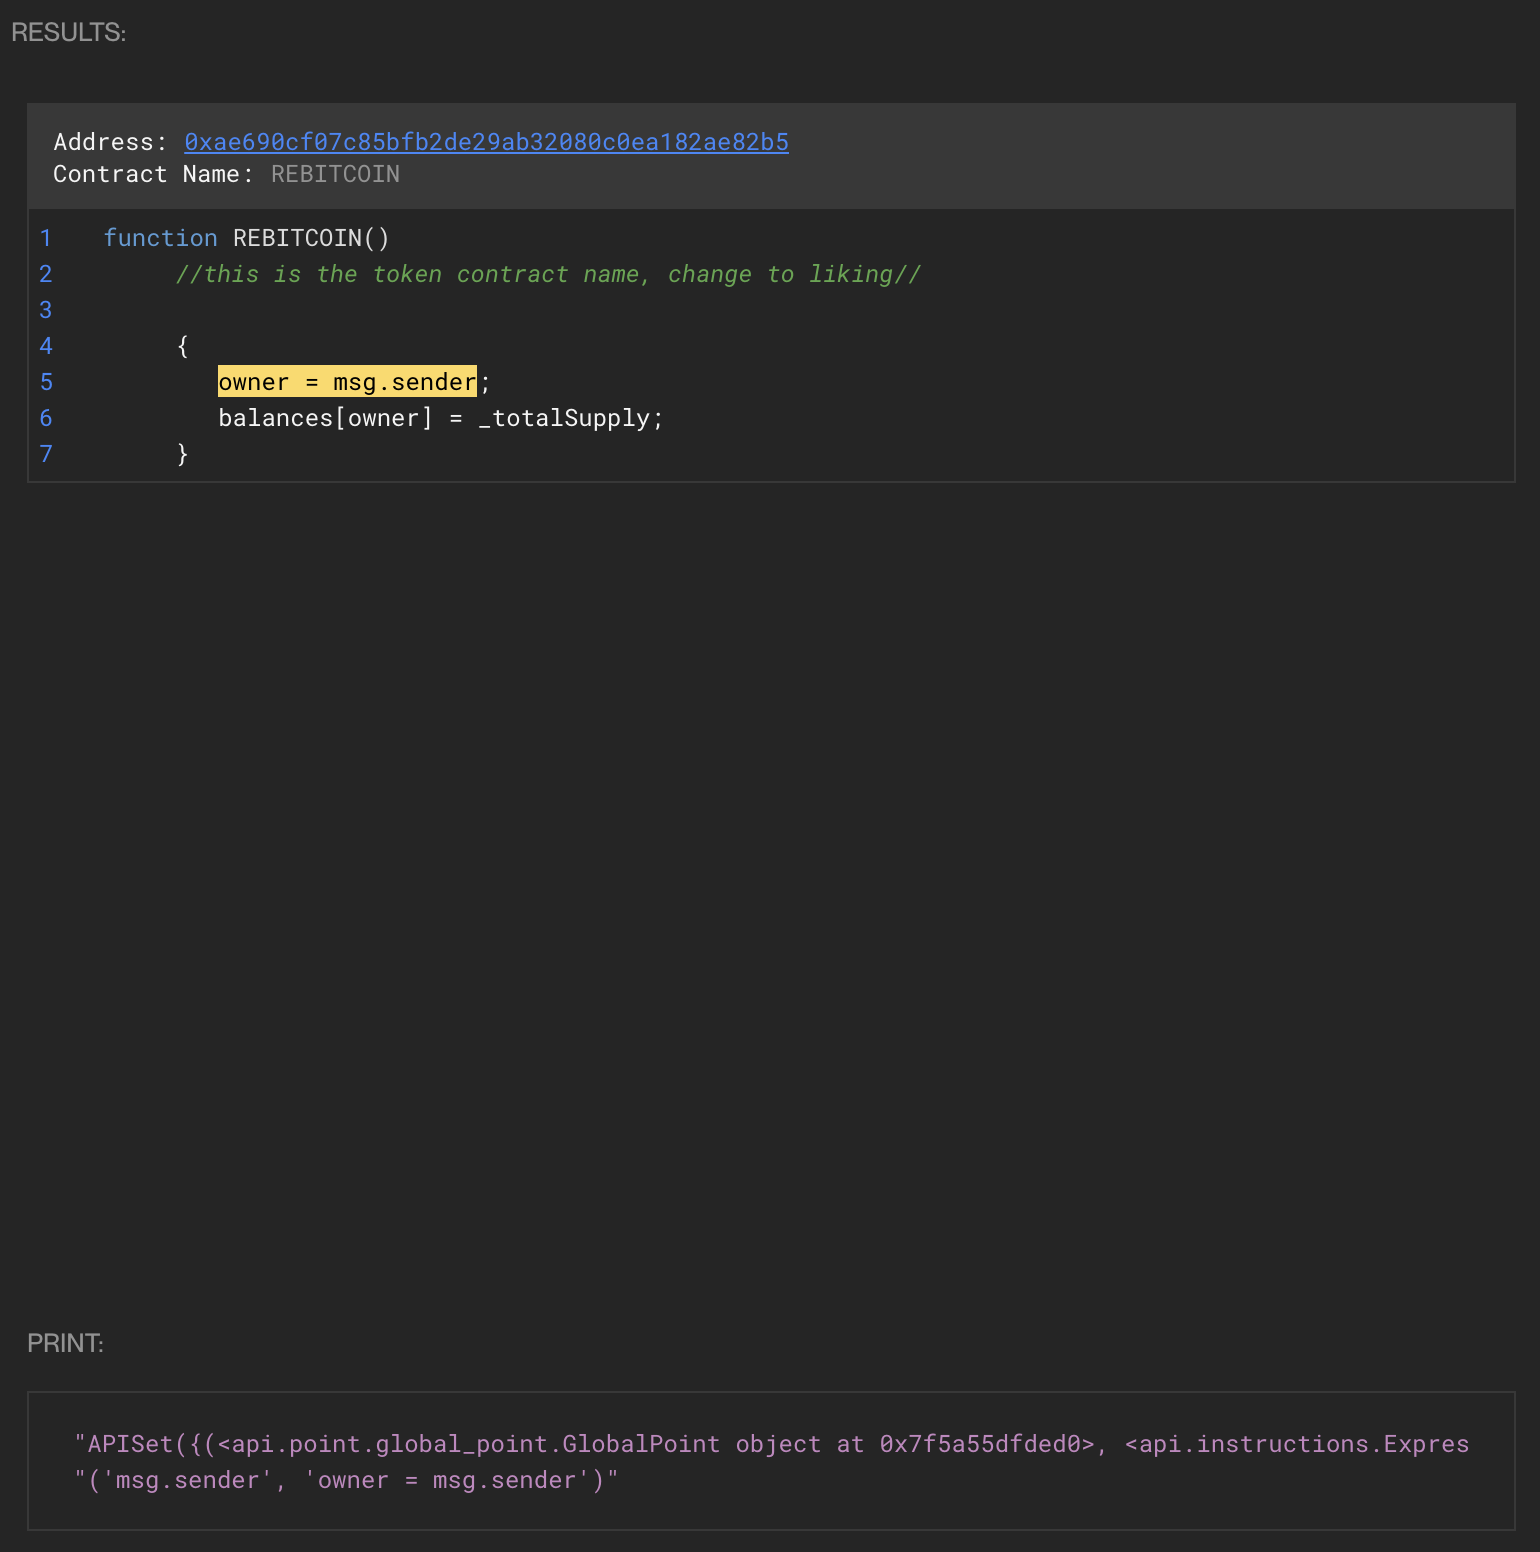 RESULTS:
Address: 0xae690cf07c85bfb2de29ab32080c0ea182ae82b5
Contract Name: REBITCOIN
1 function REBITCOIN()
2 //this is the token contract name, change to liking//
3
4 {
5 owner = msg.sender;
6 balances[owner] = _totalSupply;
7 }
PRINT:
"APISet({(<api.point.global_point.GlobalPoint object at 0x7f5a55dfded0>, <api.instructions.Expres
"('msg.sender', 'owner = msg.sender')"